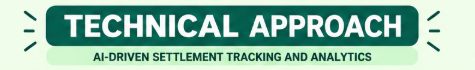 TECHNICAL APPROACH
AI-DRIVEN SETTLEMENT TRACKING AND ANALYTICS